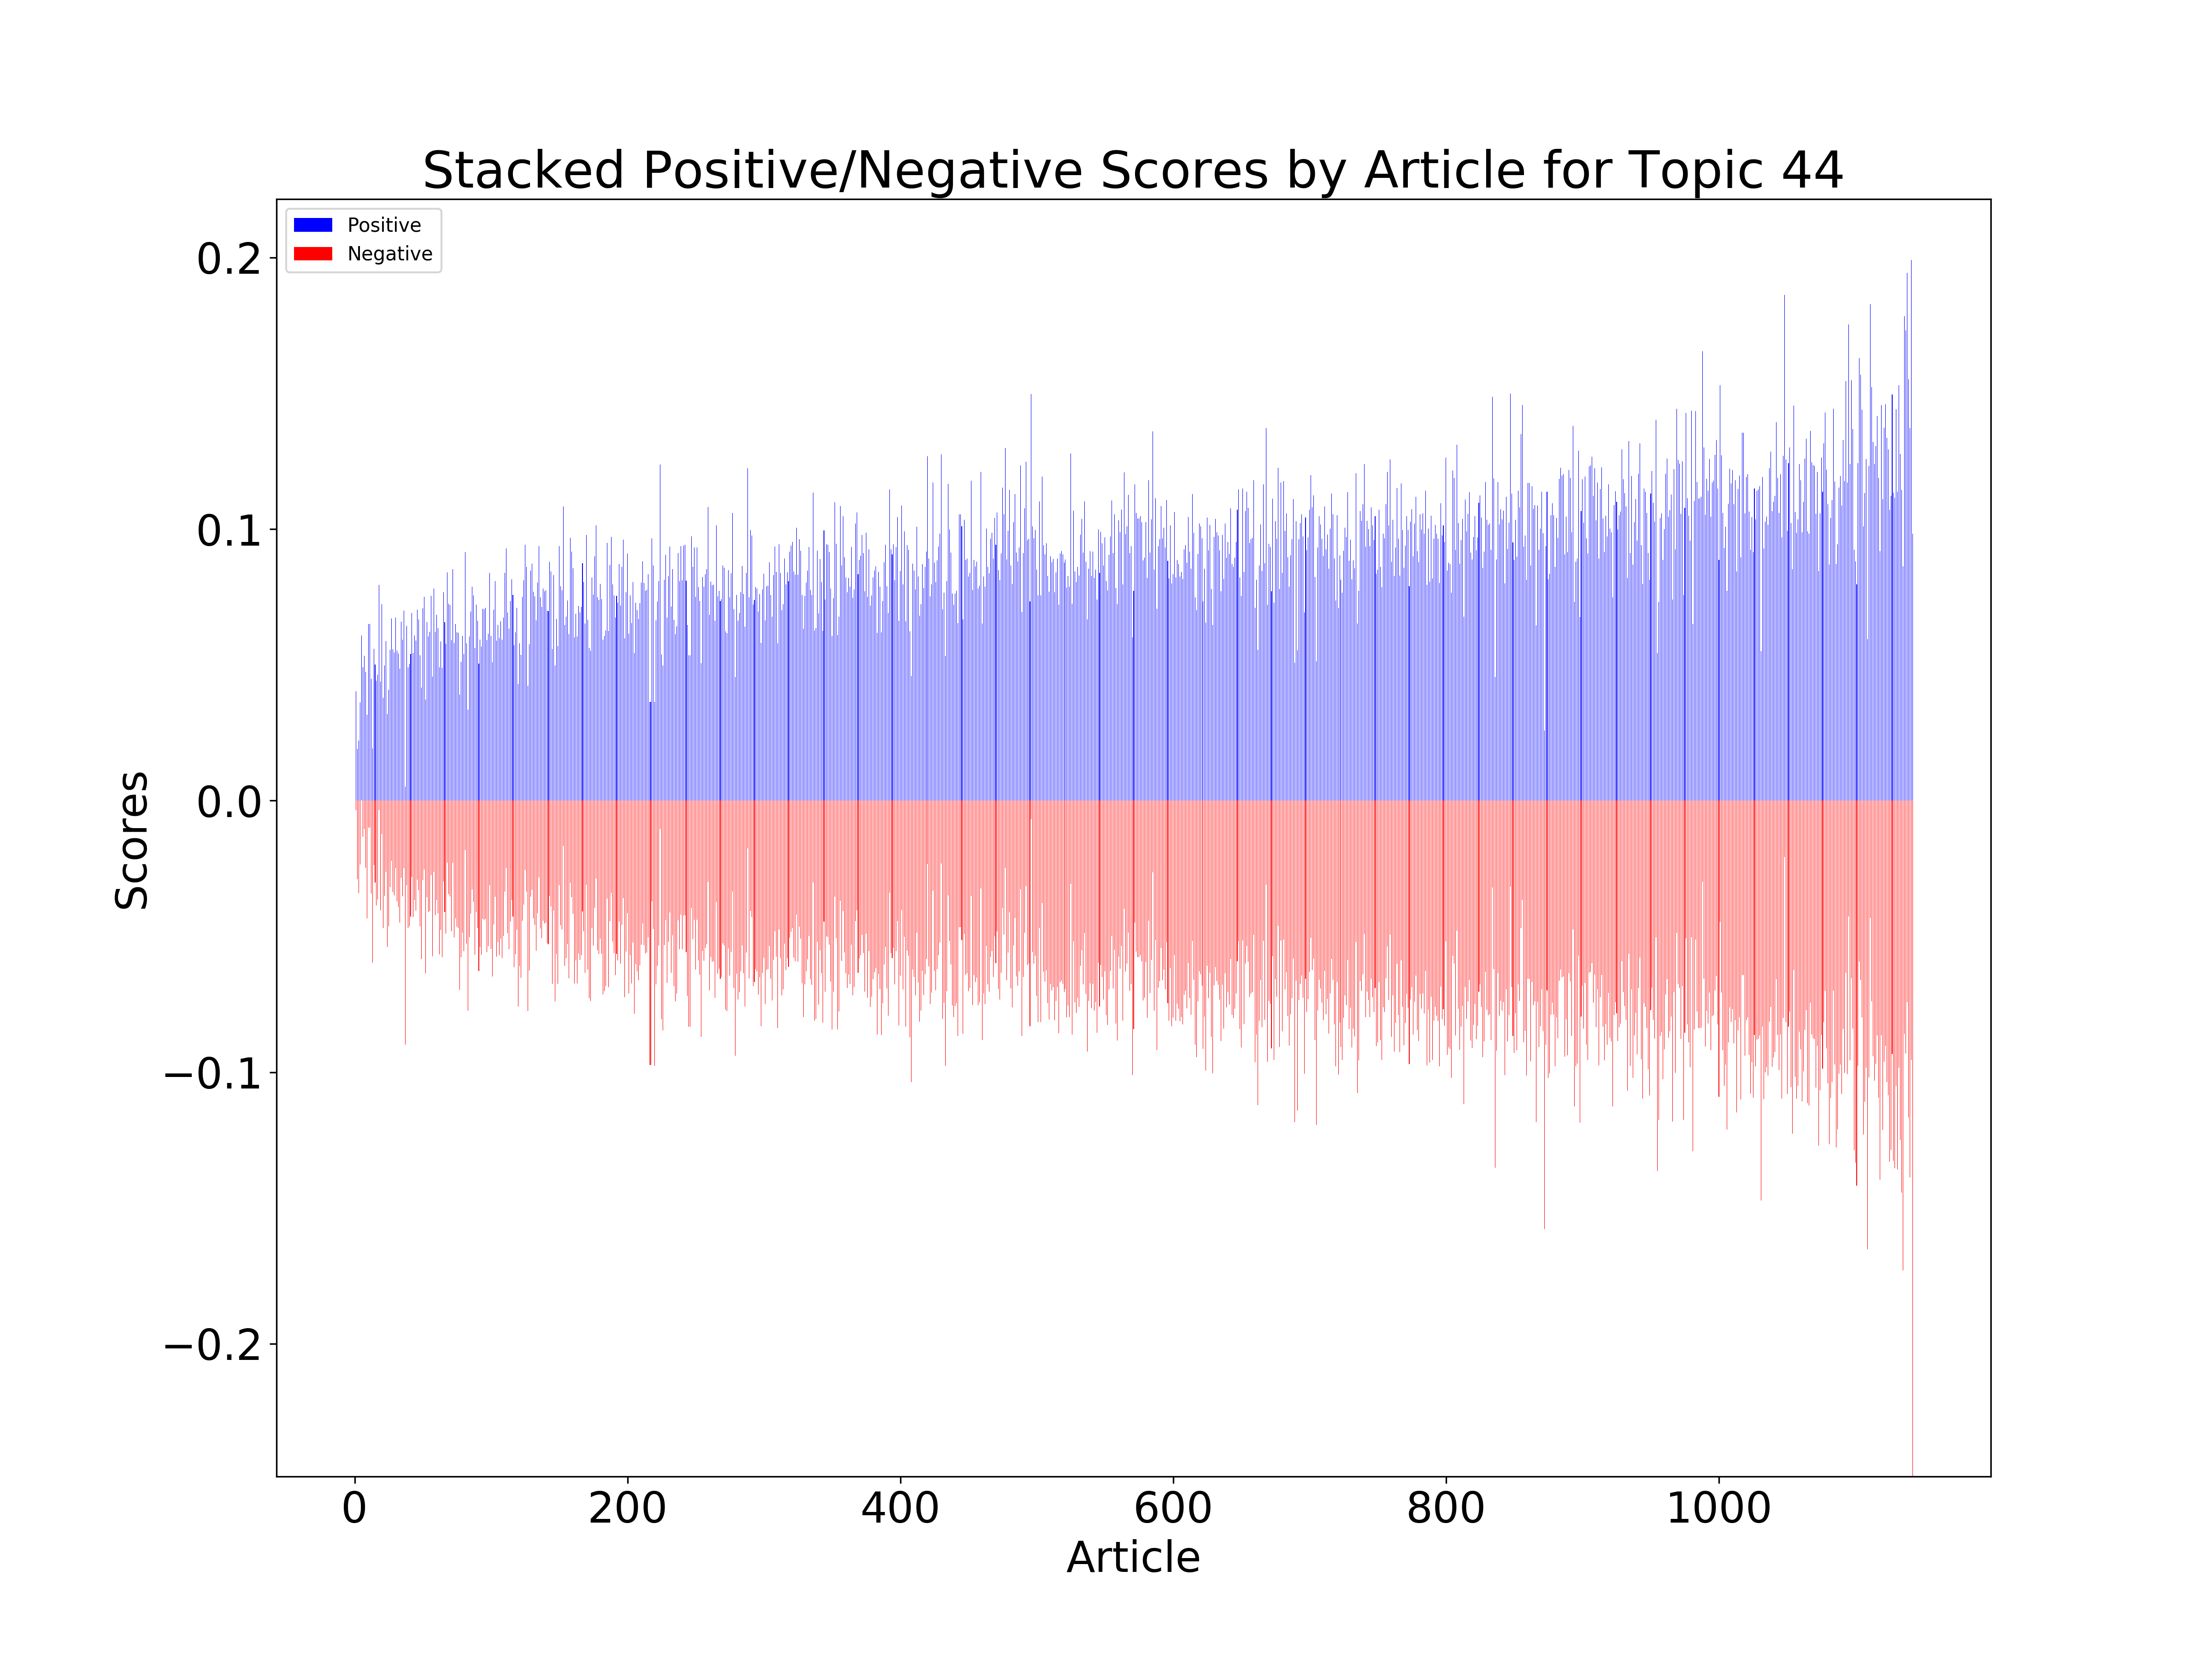 Stacked Positive/Negative Scores by Article for Topic 44
Positive
Negative
0.2
0.1
0.0
−0.1
−0.2
Scores
0 200 400 600 800 1000
Article